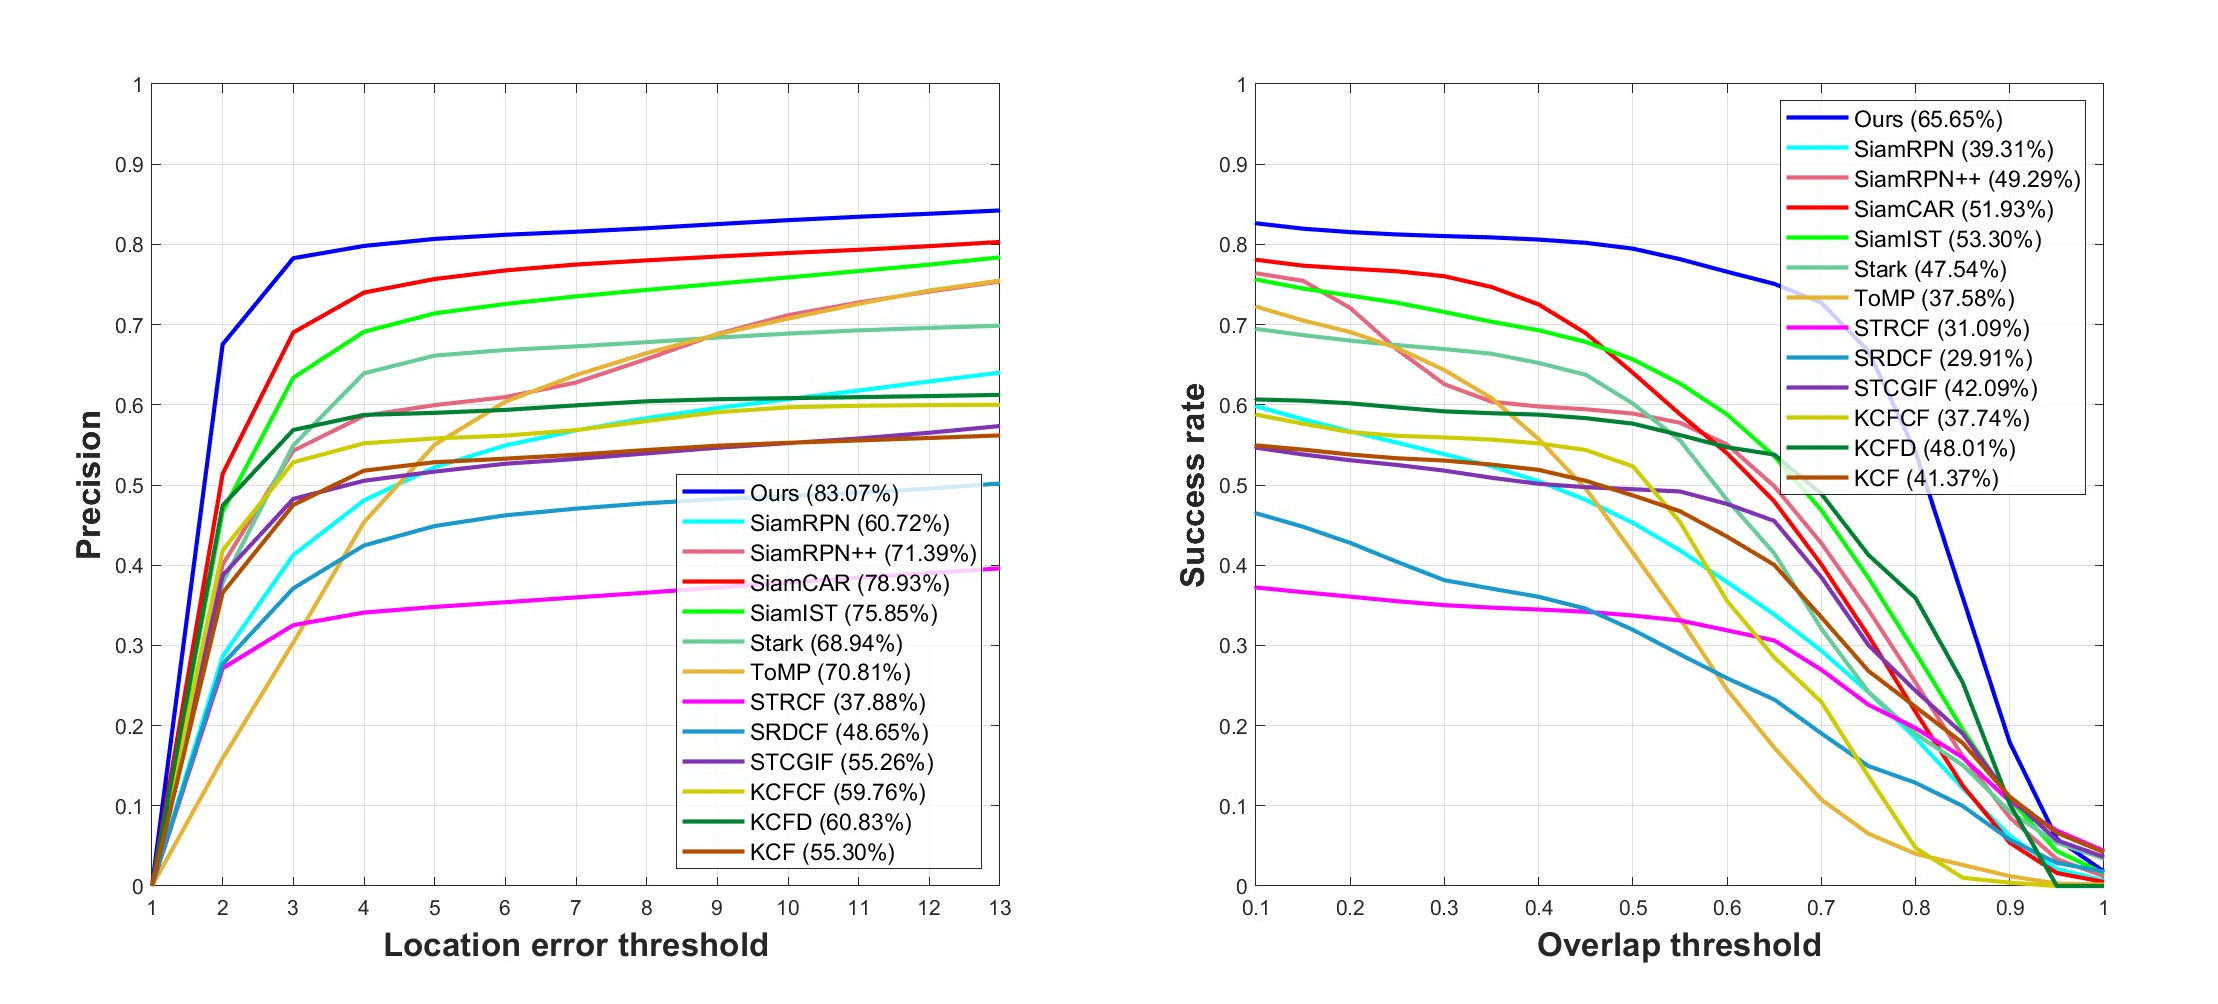 1
0.9
0.8
0.7
0.6
0.5
0.4
0.3
0.2
0.1
0
1 2 3 4 5 6 7 8 9 10 11 12 13
Precision
Location error threshold
Ours (83.07%)
SiamRPN (60.72%)
SiamRPN++ (71.39%)
SiamCAR (78.93%)
SiamIST (75.85%)
Stark (68.94%)
ToMP (70.81%)
STRCF (37.88%)
SRDCF (48.65%)
STCGIF (55.26%)
KCFCF (59.76%)
KCFD (60.83%)
KCF (55.30%)
1
0.9
0.8
0.7
0.6
0.5
0.4
0.3
0.2
0.1
0
0.1 0.2 0.3 0.4 0.5 0.6 0.7 0.8 0.9 1
Success rate
Overlap threshold
Ours (65.65%)
SiamRPN (39.31%)
SiamRPN++ (49.29%)
SiamCAR (51.93%)
SiamIST (53.30%)
Stark (47.54%)
ToMP (37.58%)
STRCF (31.09%)
SRDCF (29.91%)
STCGIF (42.09%)
KCFCF (37.74%)
KCFD (48.01%)
KCF (41.37%)